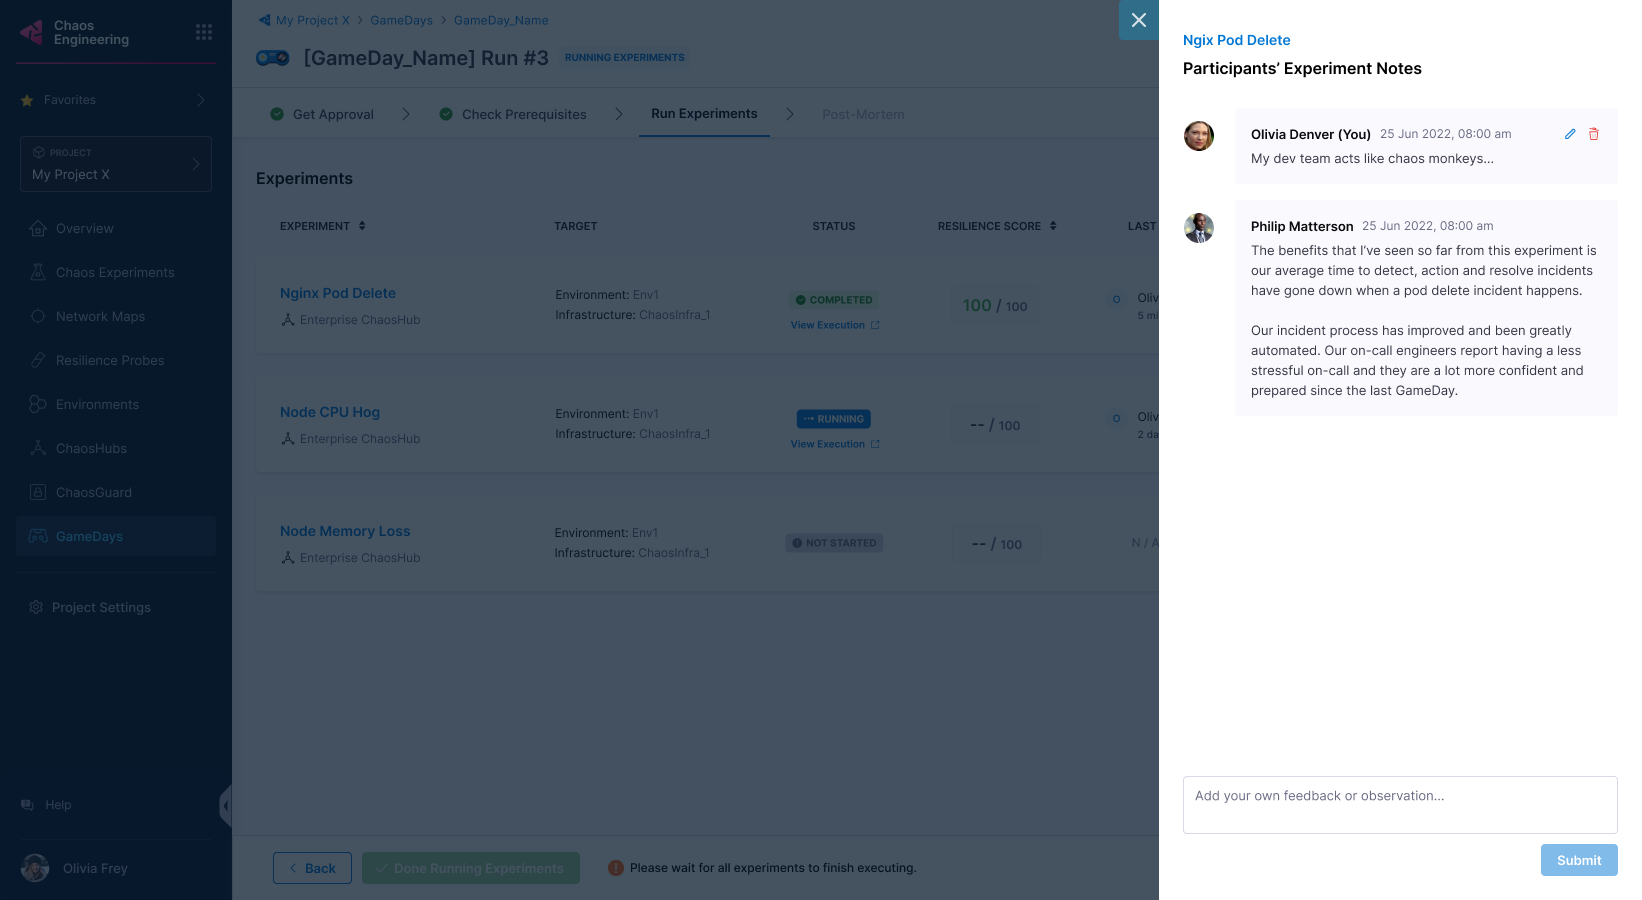 Chaos
Engineering
Favorites
PROJECT
My Project X
Overview
Chaos Experiments
Network Maps
Resilience Probes
Environments
ChaosHubs
ChaosGuard
GameDays
Project Settings
Help
Olivia Frey
My Project X > GameDays > GameDay_Name
[GameDay_Name] Run #3 RUNNING EXPERIMENTS
Get Approval Check Prerequisites Run Experiments Post-Mortem
Experiments
EXPERIMENT TARGET STATUS RESILIENCE SCORE LAST
Nginx Pod Delete
Enterprise ChaosHub
Environment: Env1
Infrastructure: ChaosInfra_1
COMPLETED
View Execution
100 / 100
O Oliv
5 mi
Node CPU Hog
Enterprise ChaosHub
Environment: Env1
Infrastructure: ChaosInfra_1
RUNNING
View Execution
-- / 100
O Oliv
2 da
Node Memory Loss
Enterprise ChaosHub
Environment: Env1
Infrastructure: ChaosInfra_1
NOT STARTED
-- / 100
N / A
Back
Done Running Experiments
Please wait for all experiments to finish executing.
Ngix Pod Delete
Participants’ Experiment Notes
Olivia Denver (You) 25 Jun 2022, 08:00 am
My dev team acts like chaos monkeys...
Philip Matterson 25 Jun 2022, 08:00 am
The benefits that I’ve seen so far from this experiment is
our average time to detect, action and resolve incidents
have gone down when a pod delete incident happens.
Our incident process has improved and been greatly
automated. Our on-call engineers report having a less
stressful on-call and they are a lot more confident and
prepared since the last GameDay.
Add your own feedback or observation...
Submit